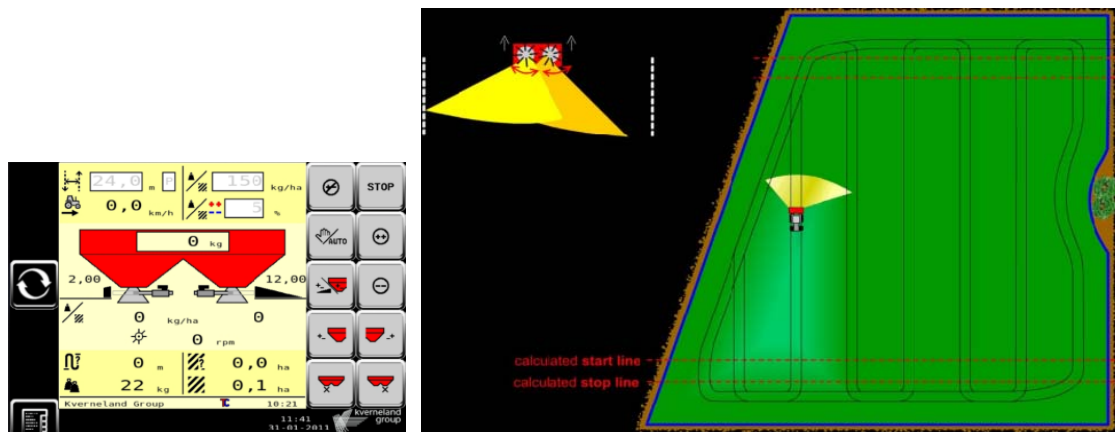 24,0 m P 150 kg/ha
0,0 km/h 5 %
0 kg
2,00 12,00
0 kg/ha 0
0 rpm
0 m 0,0 ha
22 kg 0,1 ha
Kverneland Group TC 10:21
11:41
31-01-2011
kverneland
group
STOP
AUTO
calculated start line
calculated stop line